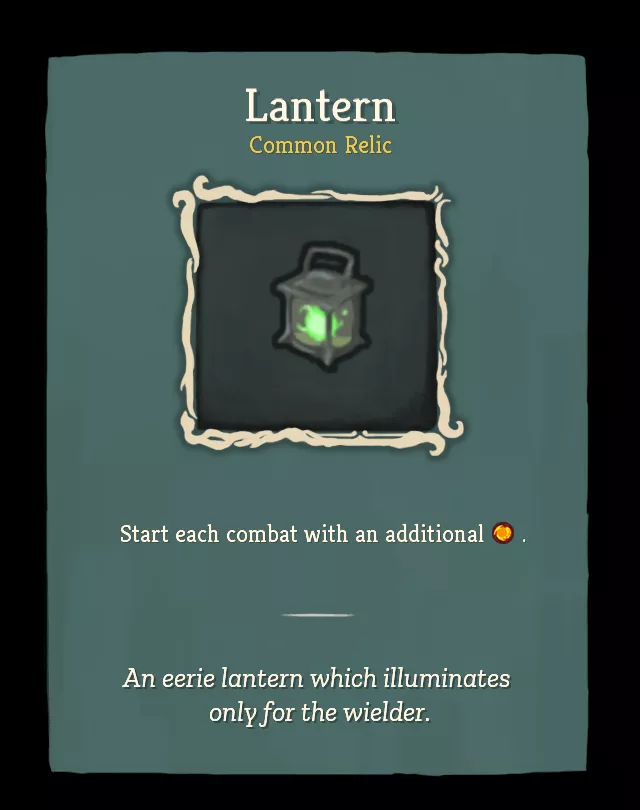 Lantern
Common Relic
Start each combat with an additional .
An eerie lantern which illuminates
only for the wielder.